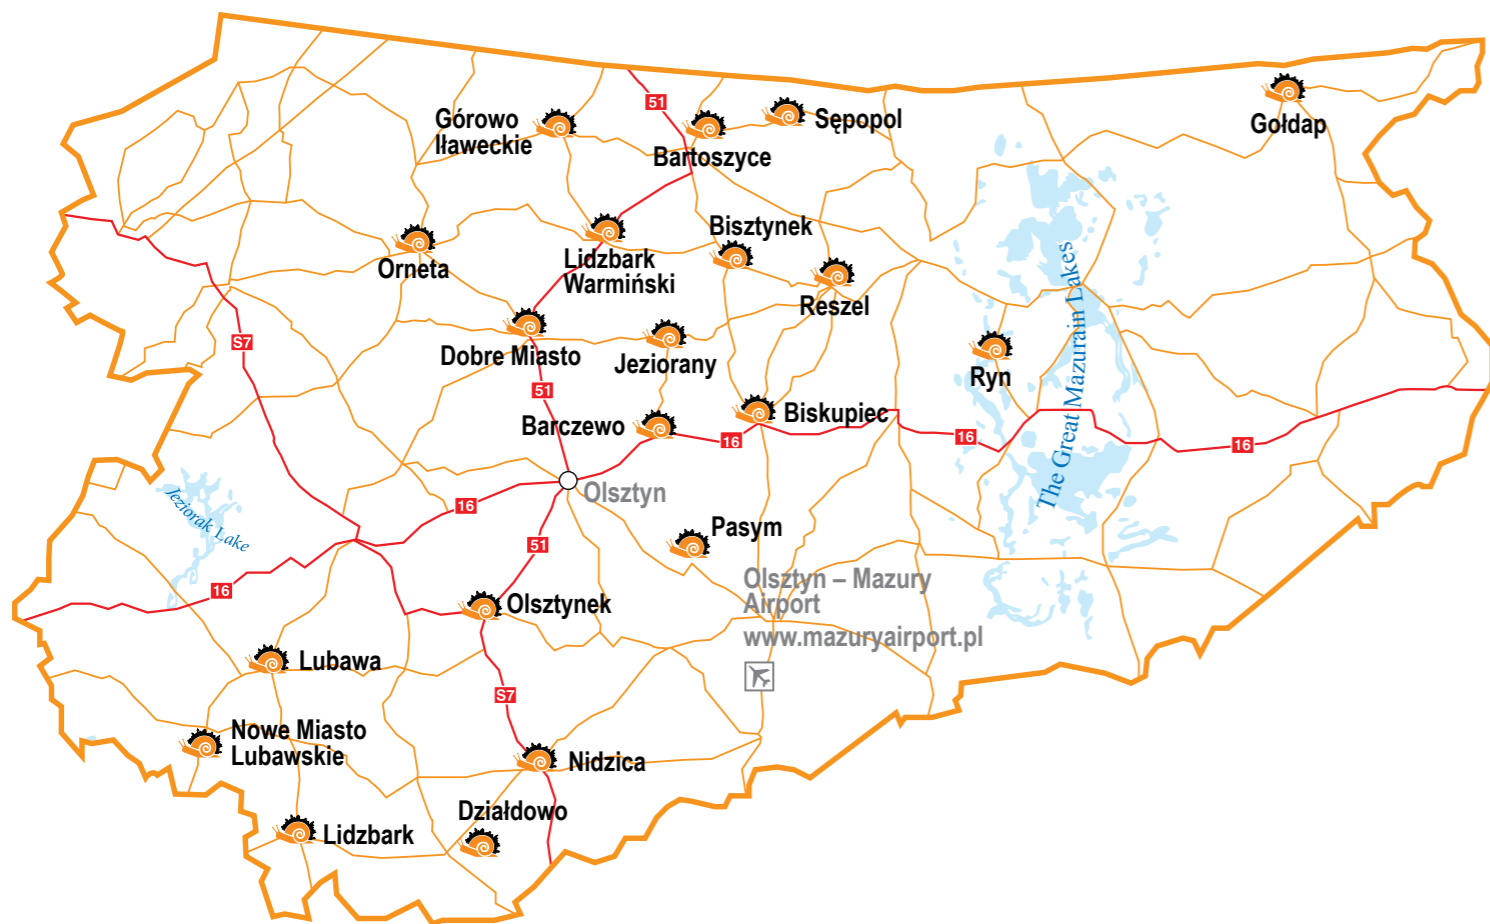 51
Górowo
Iławeckie
Sępopol
Bartoszyce
Gołdap
Orneta
Lidzbark
Warmiński
Bisztynek
Reszel
S7
Dobre Miasto
Jeziorany
Ryn
The Great Mazurain Lakes
51
Barczewo
Biskupiec
16
16
16
Olsztyn
Jeziorak Lake
16
51
Pasym
Olsztyn – Mazury
Airport
www.mazuryairport.pl
16
Olsztynek
Lubawa
S7
Nowe Miasto
Lubawskie
Nidzica
Działdowo
Lidzbark